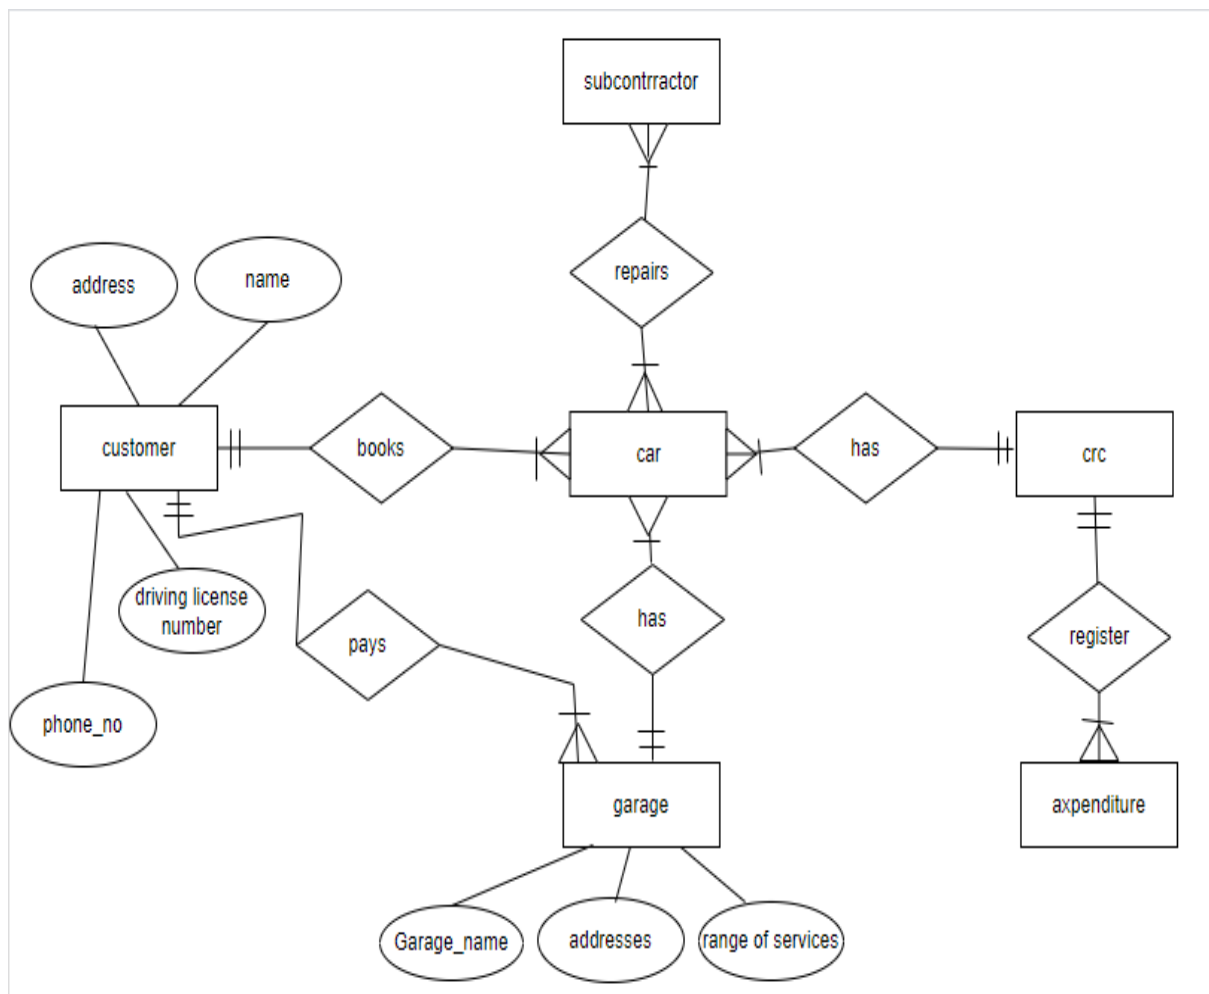 subcontrractor
repairs
address
name
customer
books
car
has
crc
driving license
number
pays
has
register
phone_no
garage
axpenditure
Garage_name
addresses
range of services